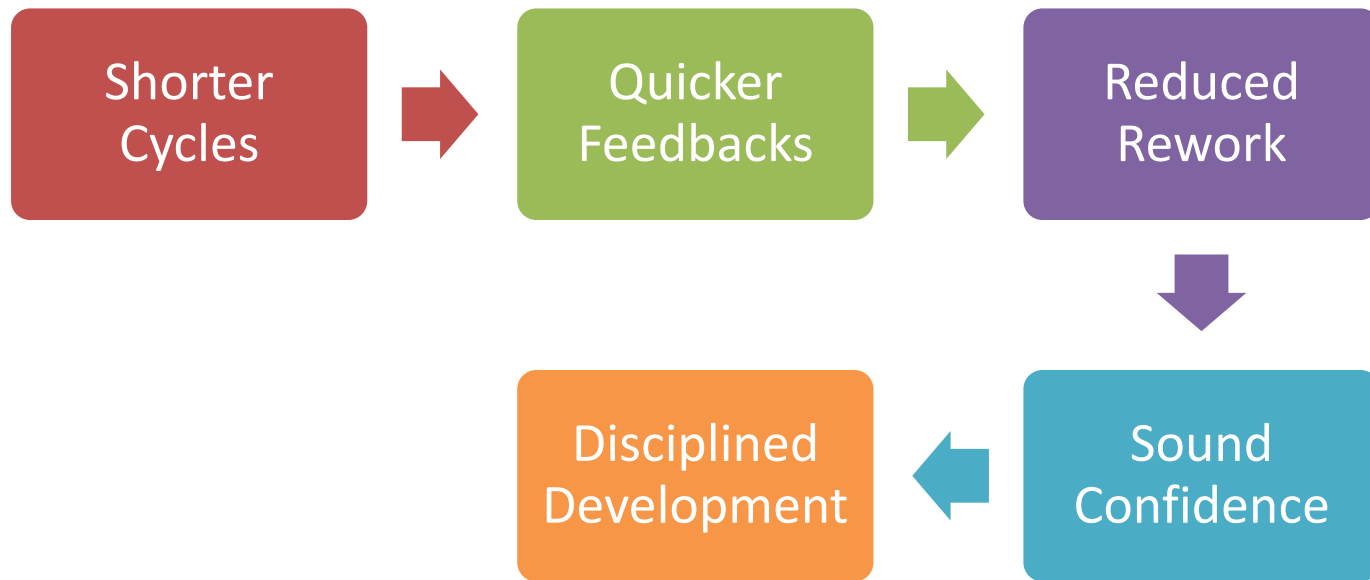 Shorter
Cycles
Quicker
Feedbacks
Reduced
Rework
Sound
Confidence
Disciplined
Development